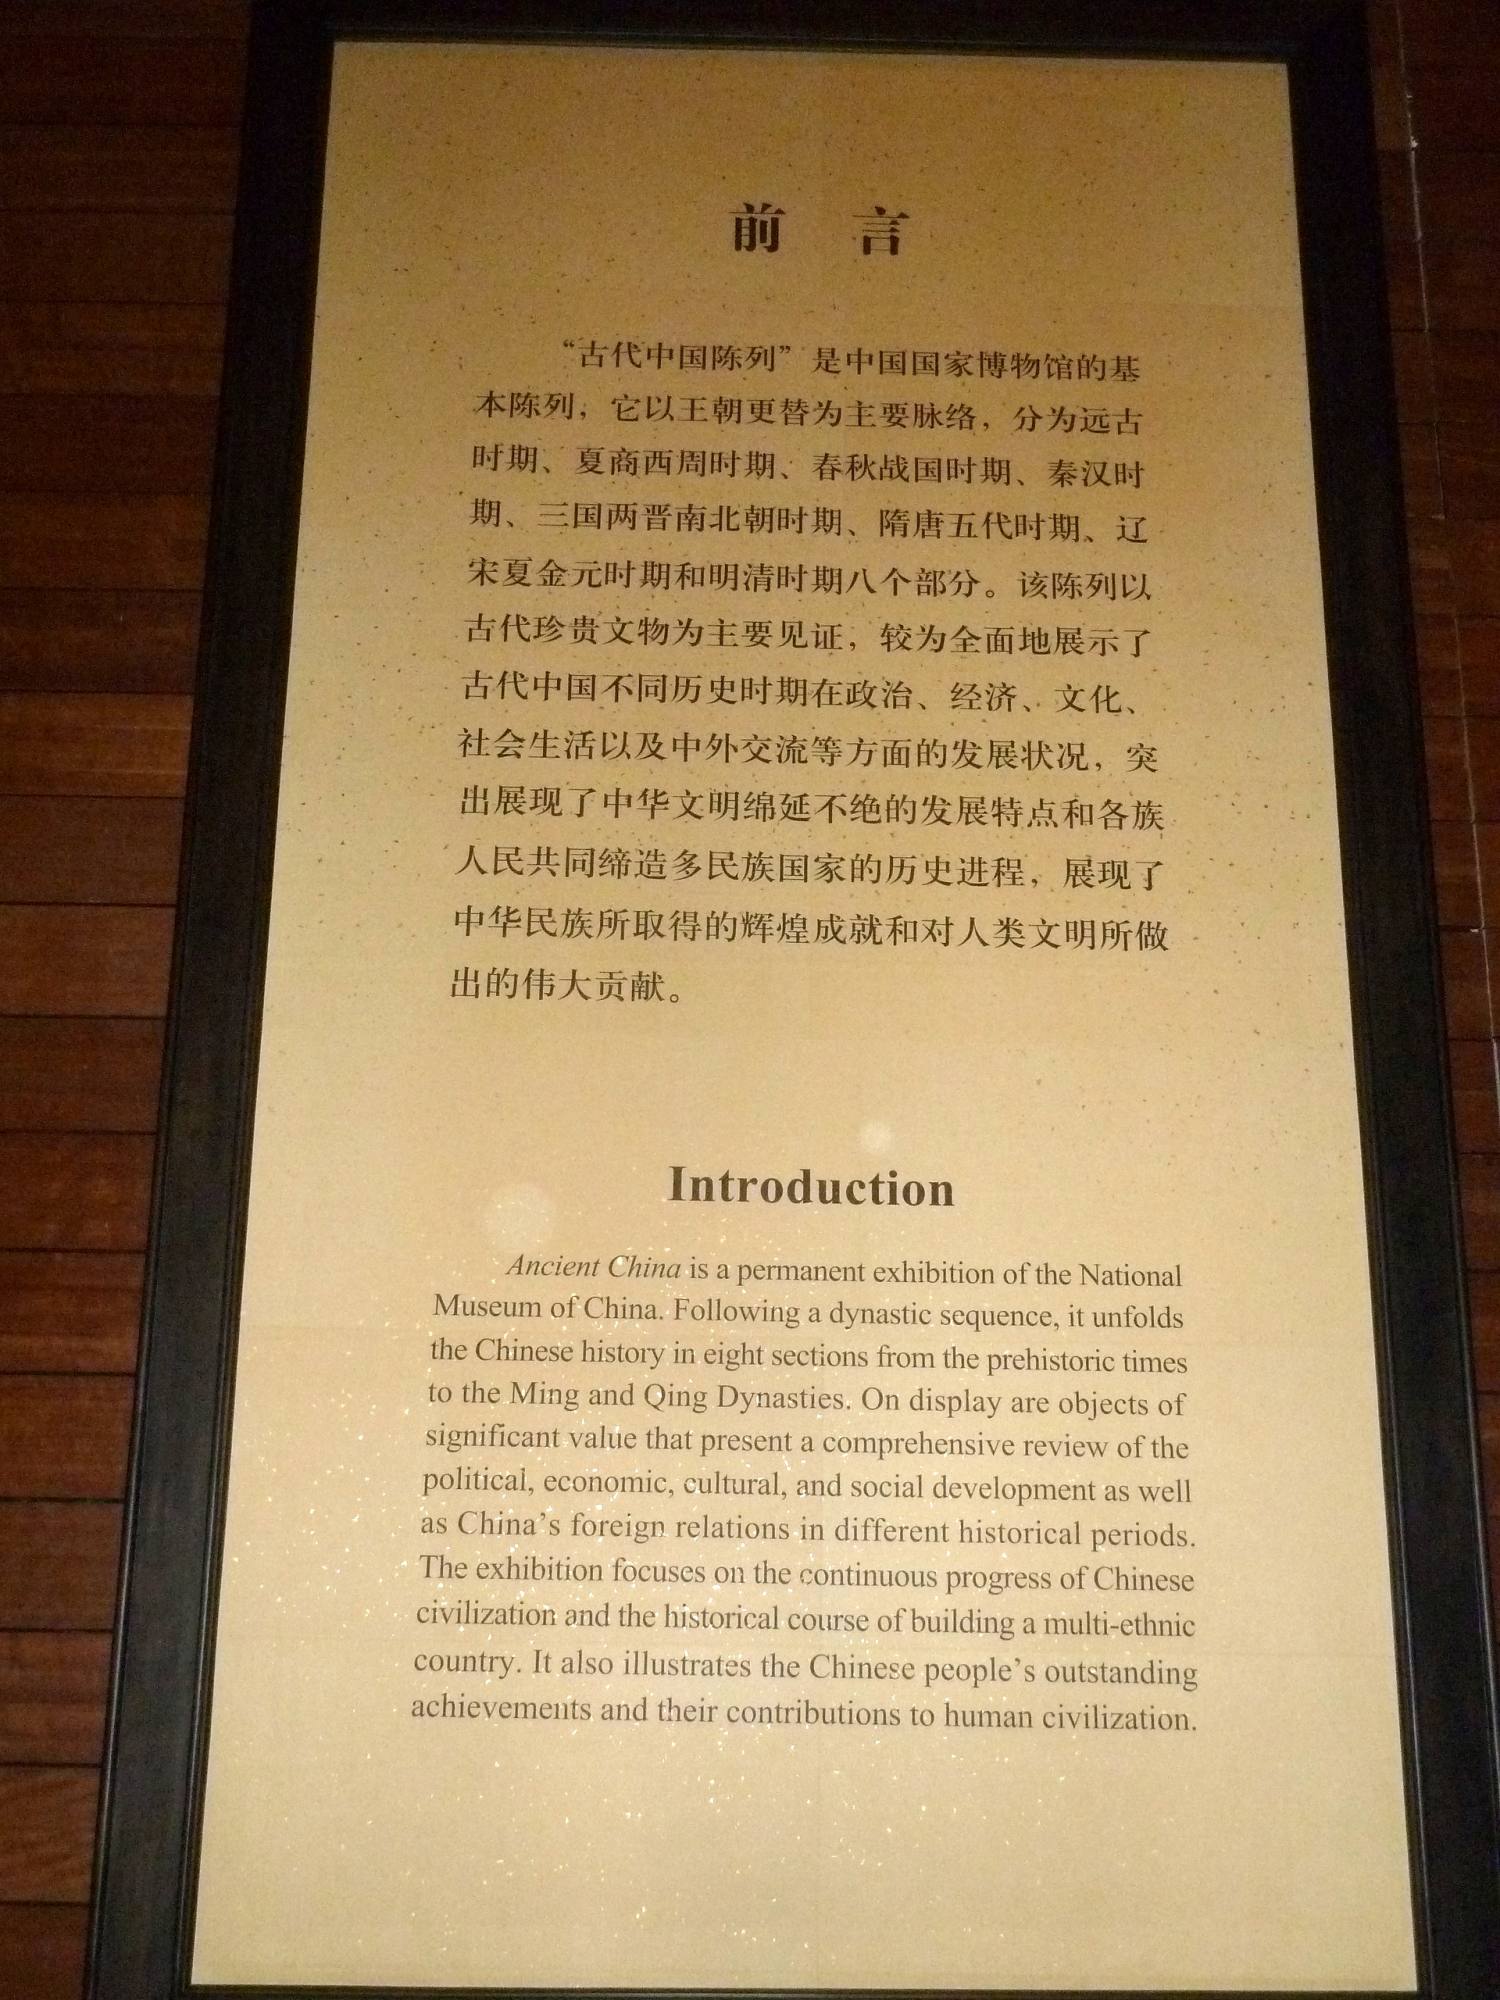 前 言
“古代中国陈列”是中国国家博物馆的基
本陈列，它以王朝更替为主要脉络，分为远古
时期、夏商西周时期、春秋战国时期、秦汉时
期、三国两晋南北朝时期、隋唐五代时期、辽
宋夏金元时期和明清时期八个部分。该陈列以
古代珍贵文物为主要见证，较为全面地展示了
古代中国不同历史时期在政治、经济、文化、
社会生活以及中外交流等方面的发展状况，突
出展现了中华文明绵延不绝的发展特点和各族
人民共同缔造多民族国家的历史进程，展现了
中华民族所取得的辉煌成就和对人类文明所做
出的伟大贡献。
Introduction
Ancient China is a permanent exhibition of the National
Museum of China. Following a dynastic sequence, it unfolds
the Chinese history in eight sections from the prehistoric times
to the Ming and Qing Dynasties. On display are objects of
significant value that present a comprehensive review of the
political, economic, cultural, and social development as well
as China’s foreign relations in different historical periods.
The exhibition focuses on the continuous progress of Chinese
civilization and the historical course of building a multi-ethnic
country. It also illustrates the Chinese people’s outstanding
achievements and their contributions to human civilization.